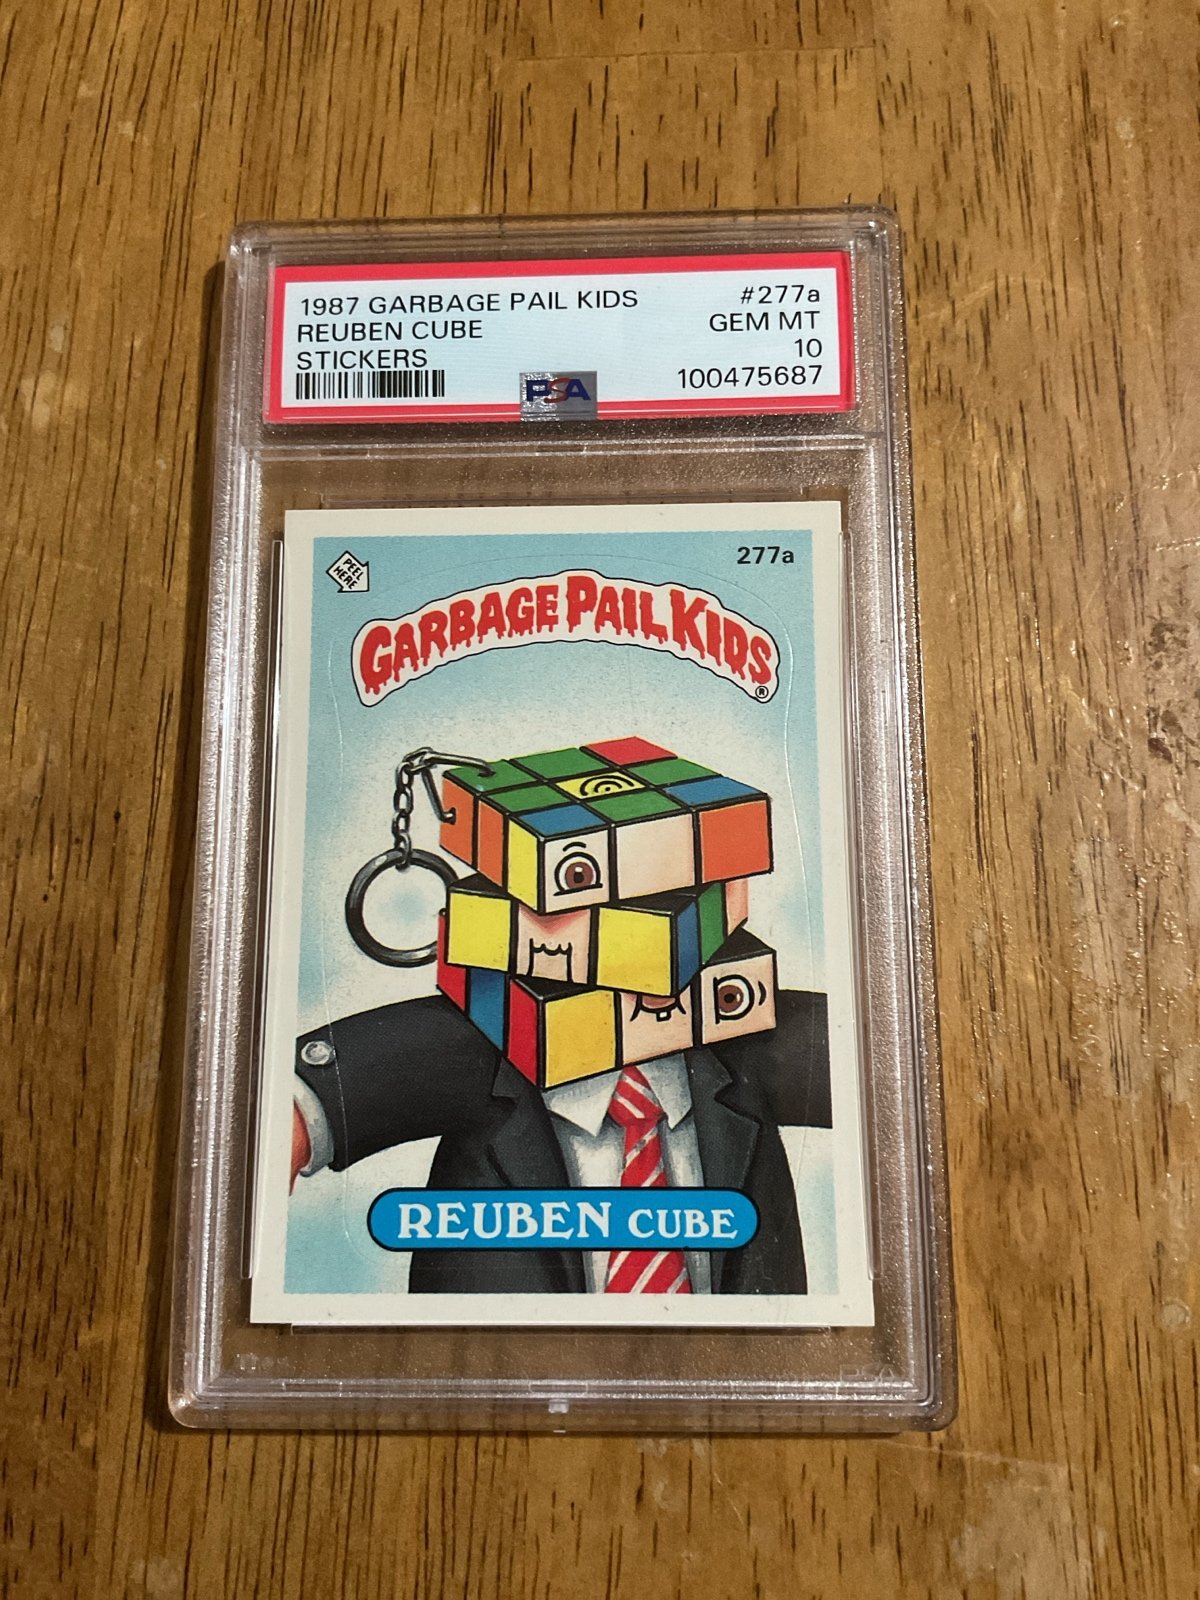 1987 GARBAGE PAIL KIDS #277a
REUBEN CUBE GEM MT
STICKERS 10
PSA 100475687
277a
PEEL
HERE
GARBAGE PAIL KIDS
®
REUBEN CUBE